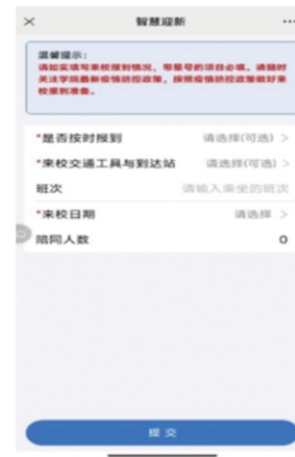 智慧迎新
温馨提示：
请如实填写来校报到情况，带星号的项目必填。请随时
关注学院最新疫情防控政策，按照疫情防控政策做好来
校报到准备。
*是否按时报到 请选择(可选) >
*来校交通工具与到达站 请选择(可选) >
班次 请输入乘坐的班次
*来校日期 请选择 >
陪同人数 0
提交